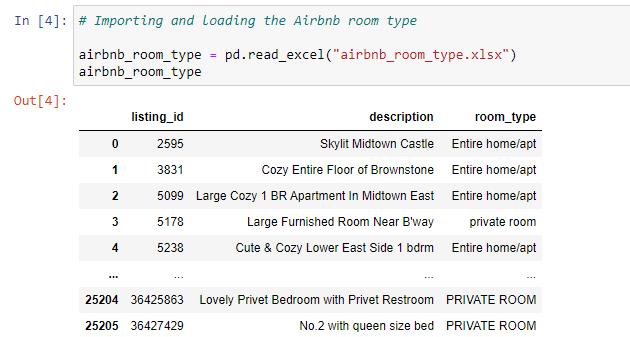 In [4]: # Importing and loading the Airbnb room type
airbnb_room_type = pd.read_excel("airbnb_room_type.xlsx")
airbnb_room_type
Out[4]:
listing_id description room_type
0 2595 Skylit Midtown Castle Entire home/apt
1 3831 Cozy Entire Floor of Brownstone Entire home/apt
2 5099 Large Cozy 1 BR Apartment In Midtown East Entire home/apt
3 5178 Large Furnished Room Near B'way private room
4 5238 Cute & Cozy Lower East Side 1 bdrm Entire home/apt
... ... ... ...
25204 36425863 Lovely Privet Bedroom with Privet Restroom PRIVATE ROOM
25205 36427429 No.2 with queen size bed PRIVATE ROOM